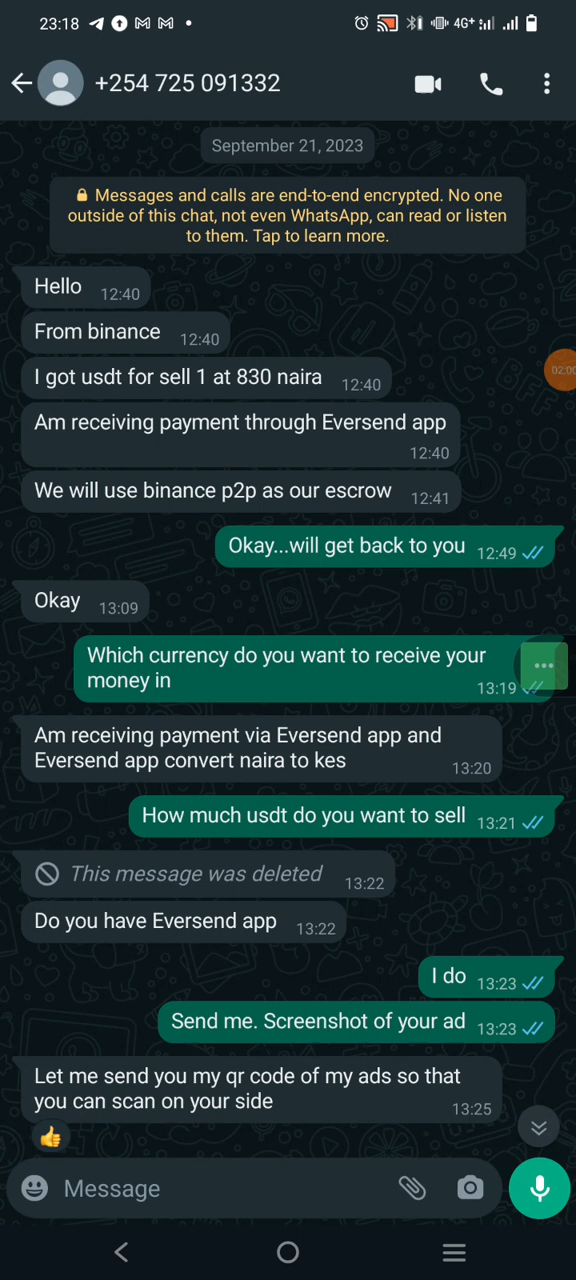 23:18
4G+
+254 725 091332
September 21, 2023
Messages and calls are end-to-end encrypted. No one
outside of this chat, not even WhatsApp, can read or listen
to them. Tap to learn more.
Hello 12:40
From binance 12:40
I got usdt for sell 1 at 830 naira 12:40
02:00
Am receiving payment through Eversend app
12:40
We will use binance p2p as our escrow 12:41
Okay...will get back to you 12:49
Okay 13:09
Which currency do you want to receive your
money in
13:19
Am receiving payment via Eversend app and
Eversend app convert naira to kes
13:20
How much usdt do you want to sell 13:21
This message was deleted 13:22
Do you have Eversend app 13:22
I do 13:23
Send me. Screenshot of your ad 13:23
Let me send you my qr code of my ads so that
you can scan on your side
13:25
Message